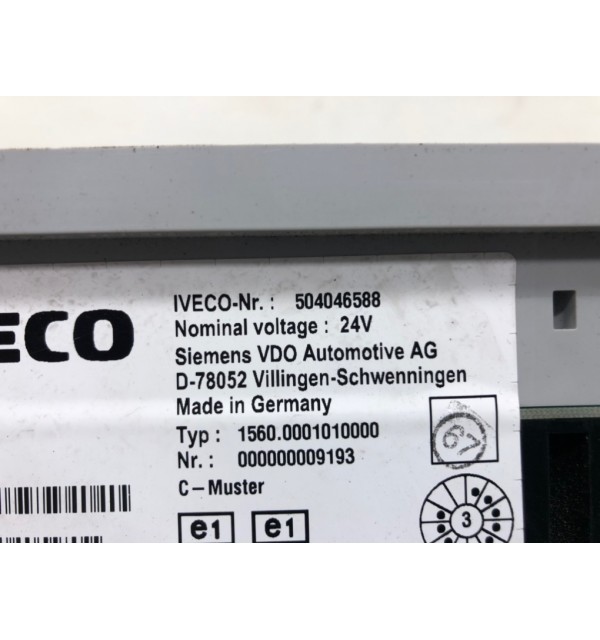 ECO
IVECO-Nr. : 504046588
Nominal voltage : 24V
Siemens VDO Automotive AG
D-78052 Villingen-Schwenningen
Made in Germany
Typ : 1560.0001010000
Nr. : 000000009193
C-Muster
67
e1 e1
3